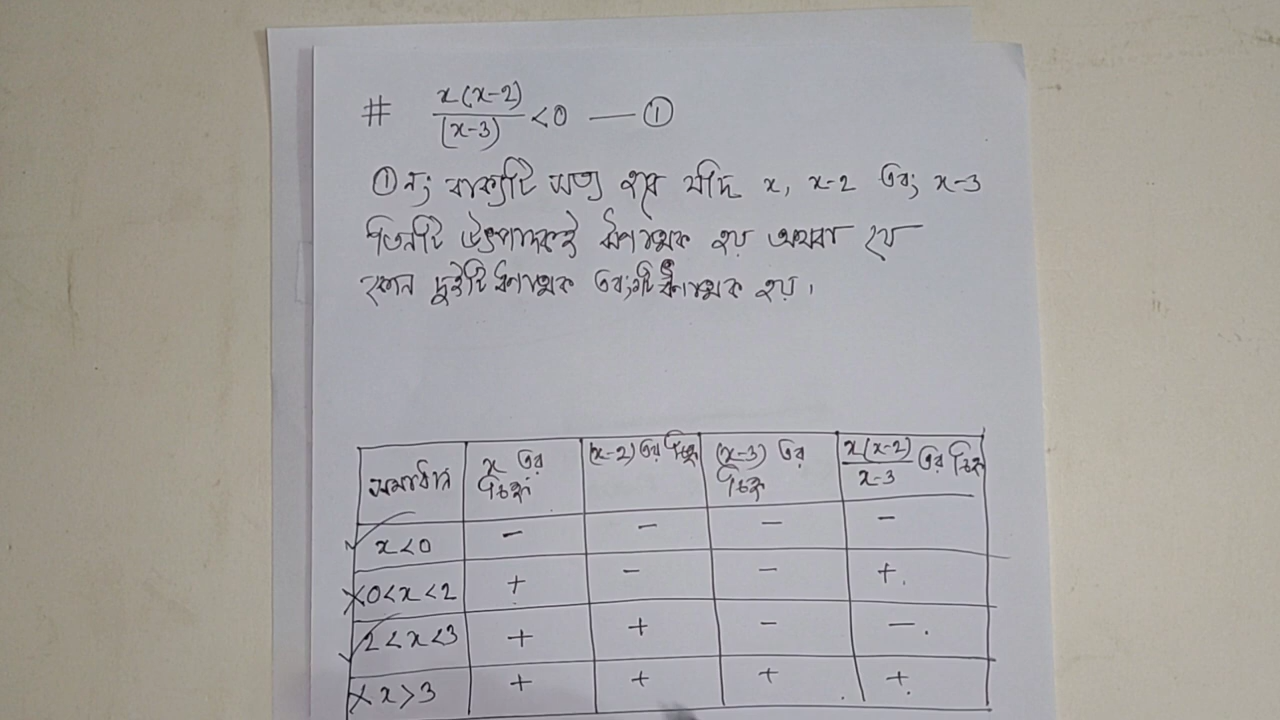 # x(x-2)/(x-3) < 0 — ①
① নং বাক্যটি সত্য হবে যদি x, x-2 এবং x-3
তিনটি উৎপাদকই ঋণাত্মক হয় অথবা যে
কোন দুইটি ধণাত্মক এবং ১টি ঋণাত্মক হয়।
সমাধান | x এর চিহ্ন | (x-2) এর চিহ্ন | (x-3) এর চিহ্ন | x(x-2)/x-3 এর চিহ্ন
✓ x<0 | - | - | - | -
× 0<x<2 | + | - | - | +.
✓ 2<x<3 | + | + | - | -.
× x>3 | + | + | + | +.